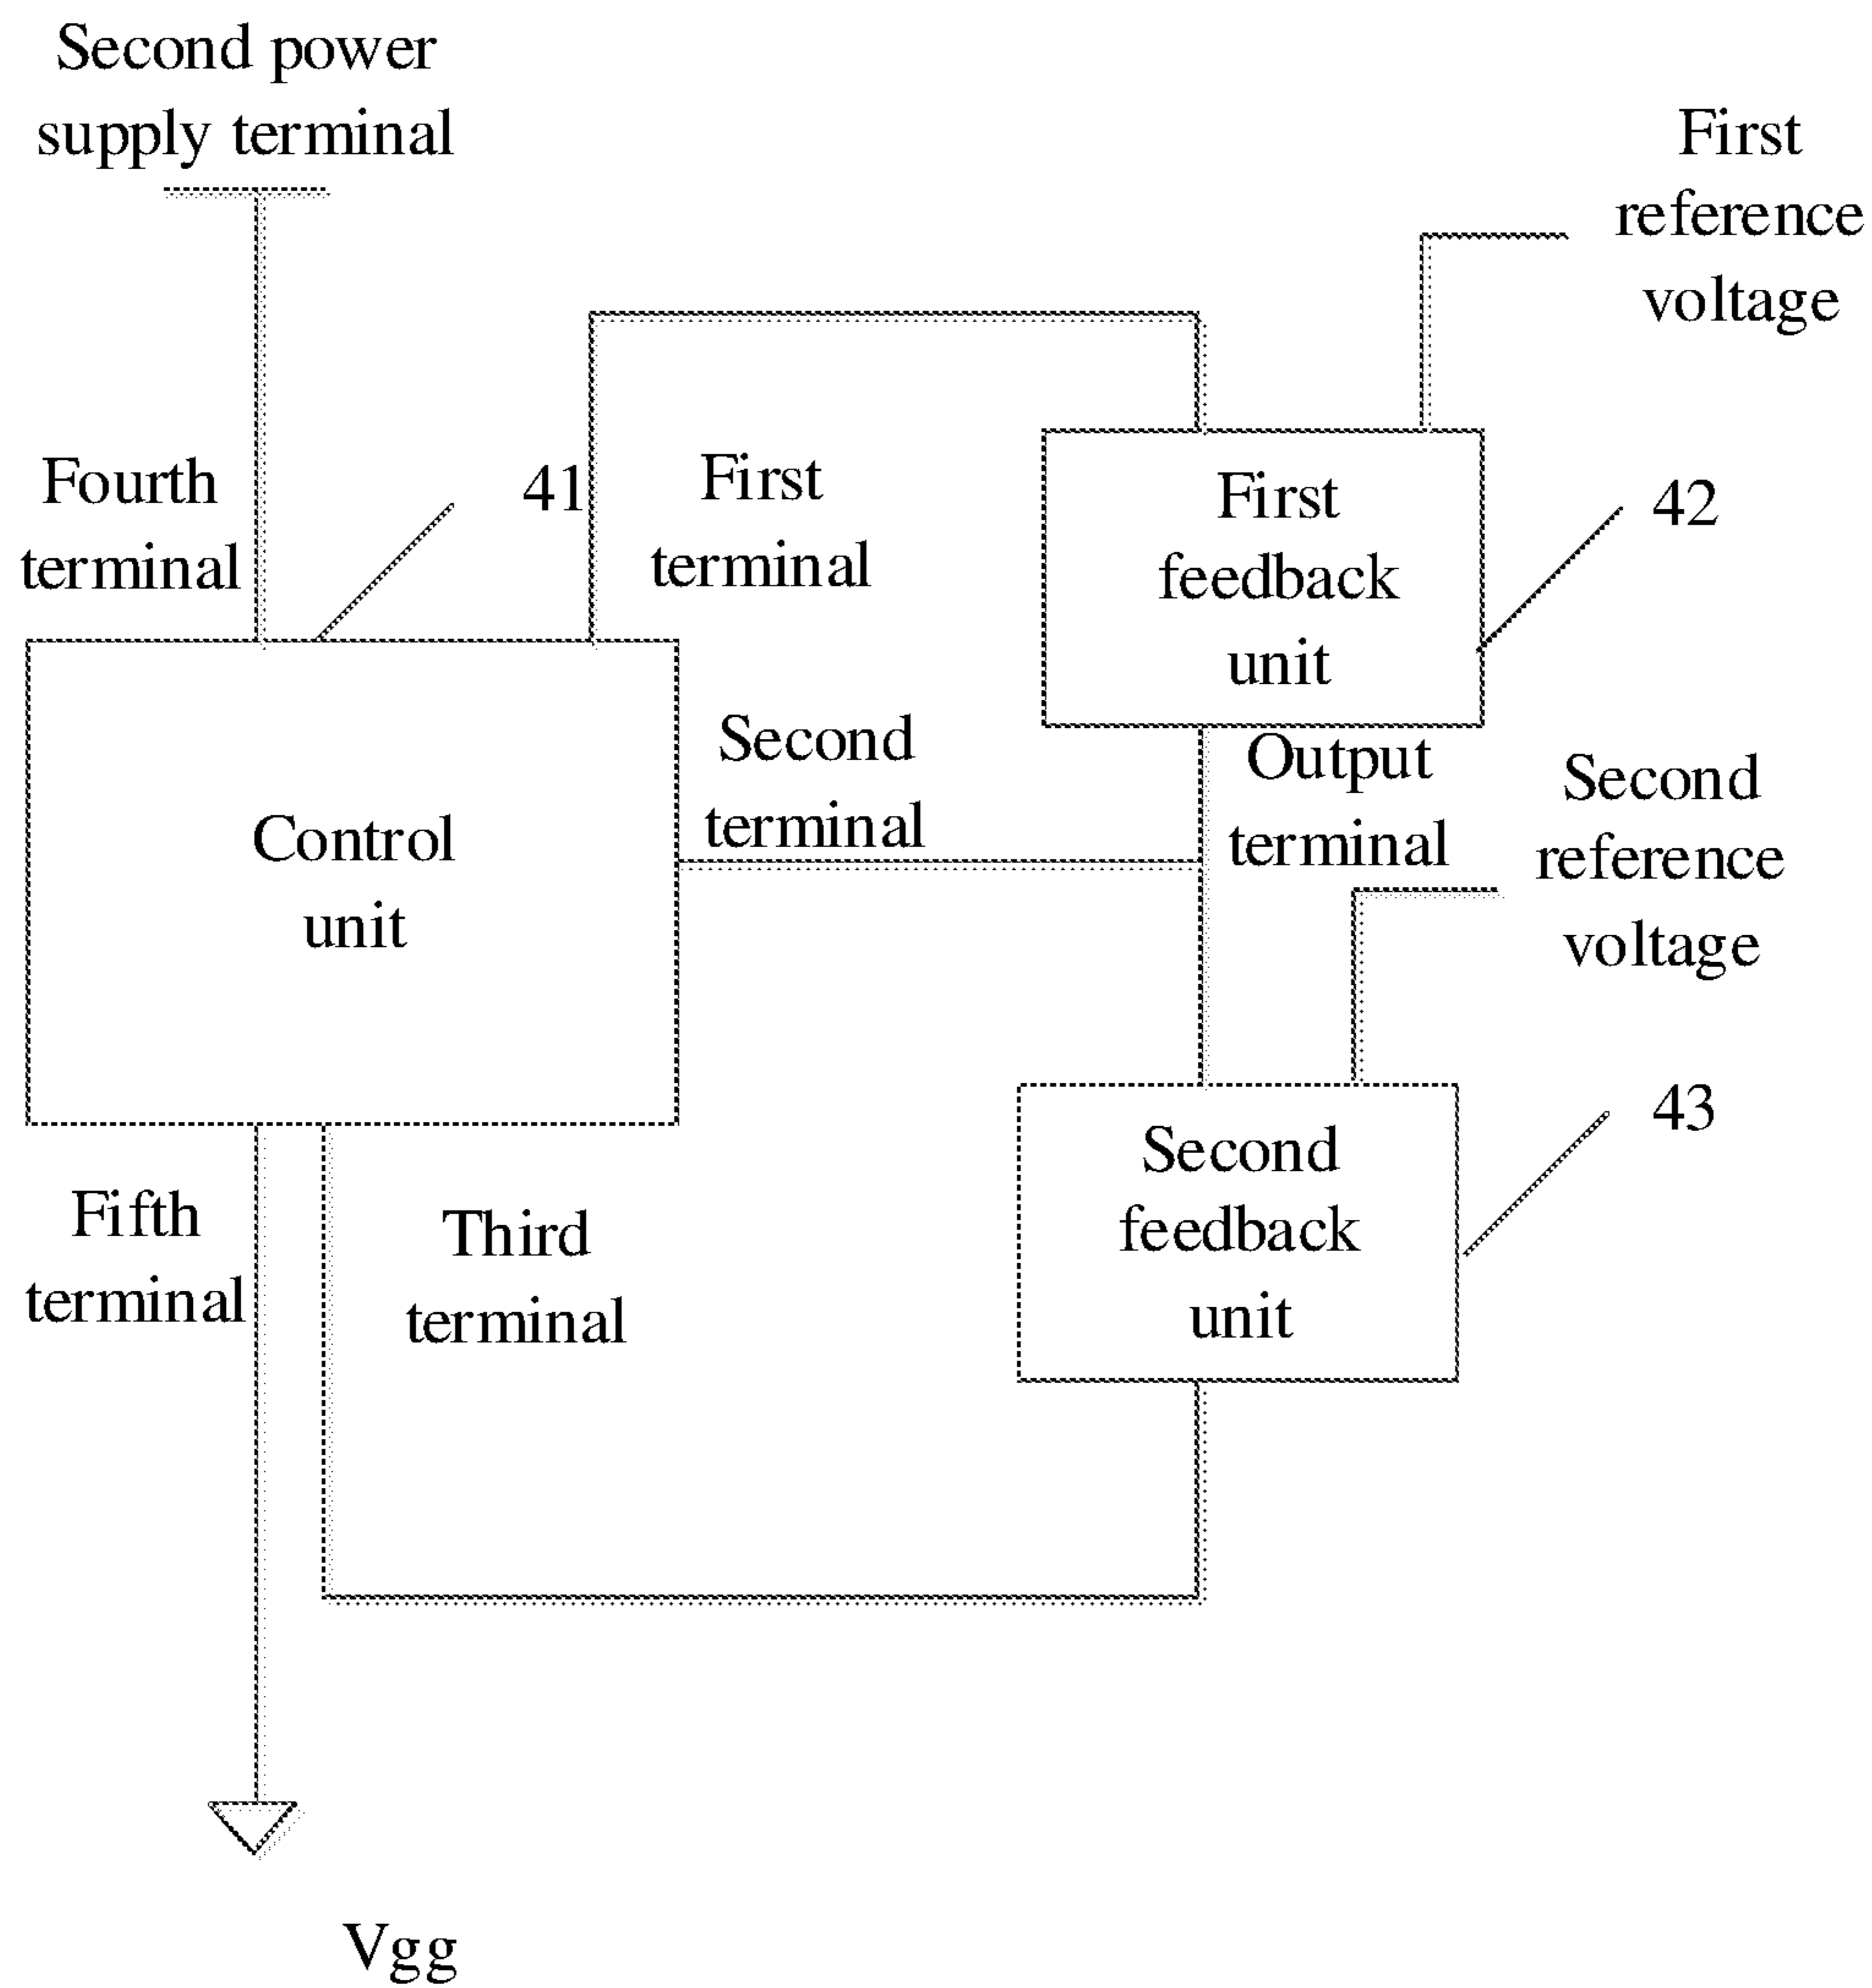 Second power
supply terminal
First
reference
voltage
Fourth
terminal
41
First
terminal
First
feedback
unit
42
Second
terminal
Output
terminal
Second
reference
voltage
Control
unit
43
Second
feedback
unit
Fifth
terminal
Third
terminal
Vgg